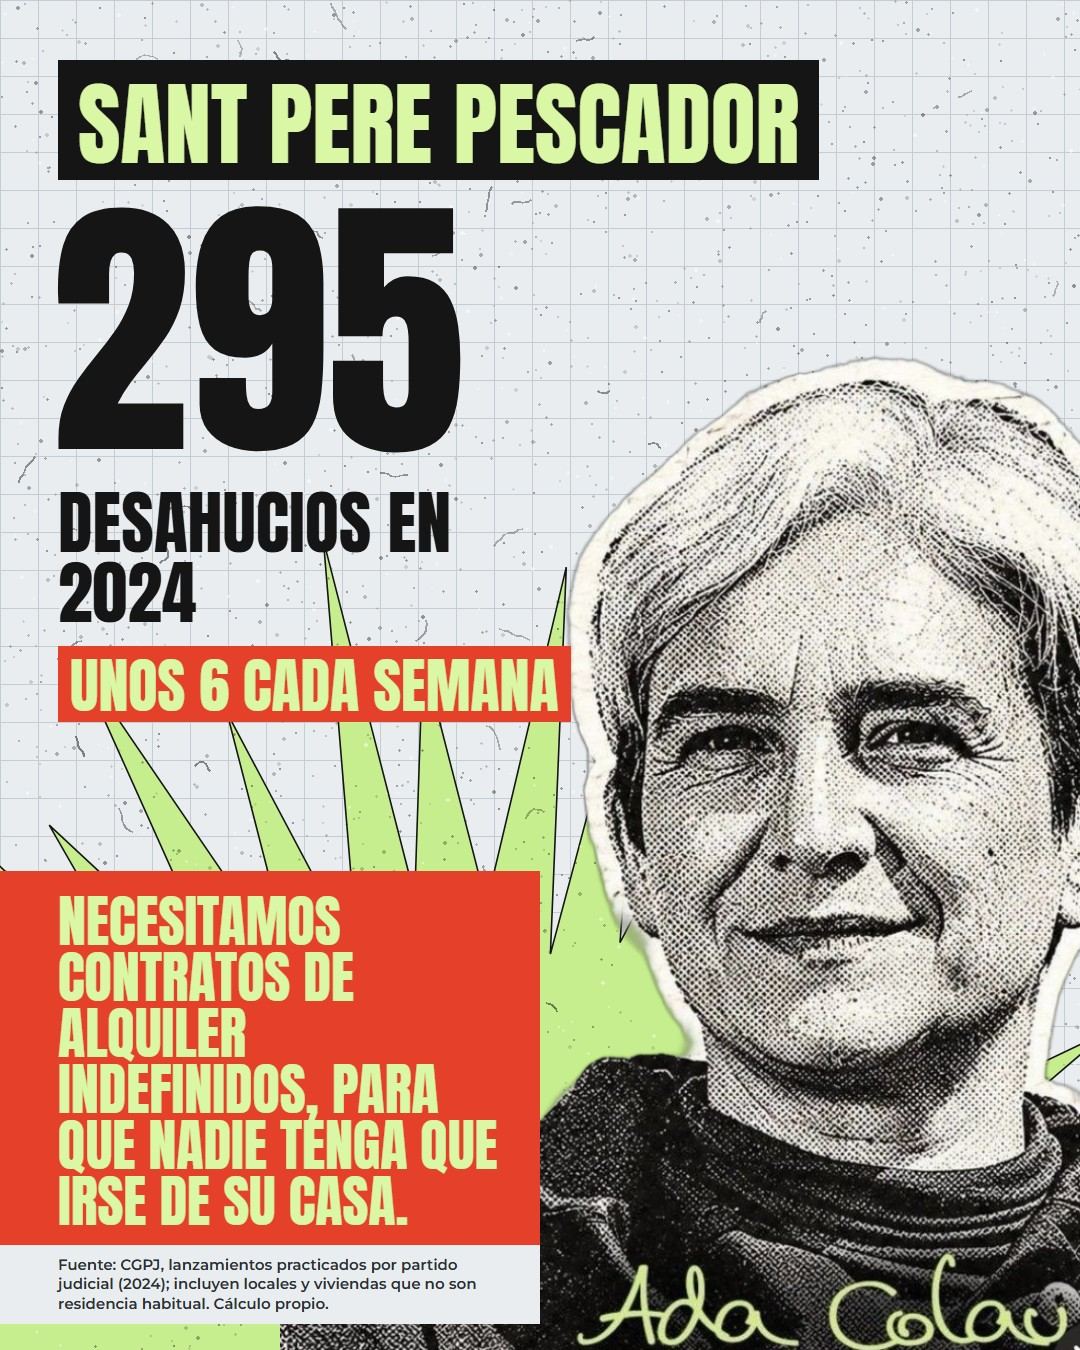 SANT PERE PESCADOR
295
DESAHUCIOS EN
2024
UNOS 6 CADA SEMANA
NECESITAMOS
CONTRATOS DE
ALQUILER
INDEFINIDOS, PARA
QUE NADIE TENGA QUE
IRSE DE SU CASA.
Fuente: CGPJ, lanzamientos practicados por partido
judicial (2024); incluyen locales y viviendas que no son
residencia habitual. Cálculo propio.
Ada Colau